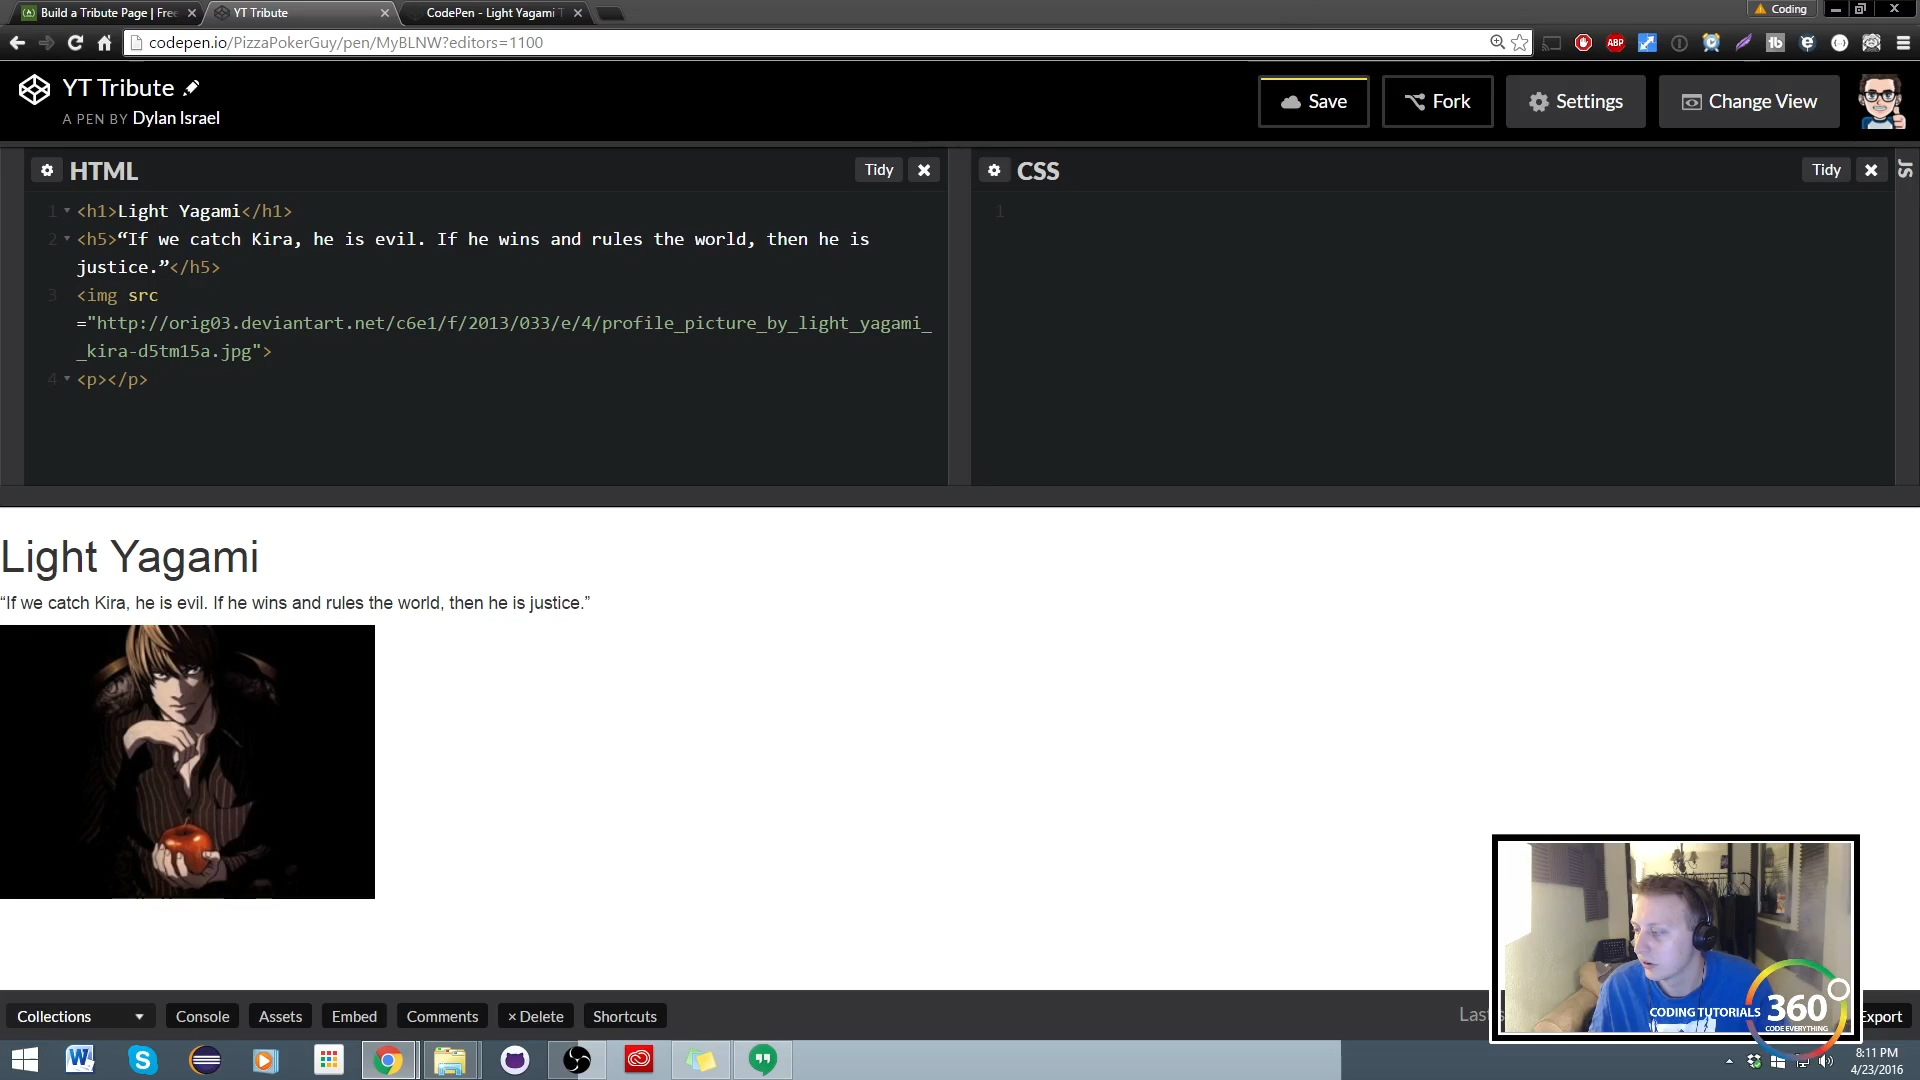 Build a Tribute Page | Free
YT Tribute
CodePen - Light Yagami T
Coding
codepen.io/PizzaPokerGuy/pen/MyBLNW?editors=1100
YT Tribute
A PEN BY Dylan Israel
Save
Fork
Settings
Change View
HTML
Tidy
CSS
Tidy
JS
1 <h1>Light Yagami</h1>
2 <h5>“If we catch Kira, he is evil. If he wins and rules the world, then he is
justice.”</h5>
3 <img src
="http://orig03.deviantart.net/c6e1/f/2013/033/e/4/profile_picture_by_light_yagami_
_kira-d5tm15a.jpg">
4 <p></p>
1
Light Yagami
“If we catch Kira, he is evil. If he wins and rules the world, then he is justice.”
Collections
Console
Assets
Embed
Comments
× Delete
Shortcuts
Las
Export
CODING TUTORIALS 360
CODE EVERYTHING
8:11 PM
4/23/2016